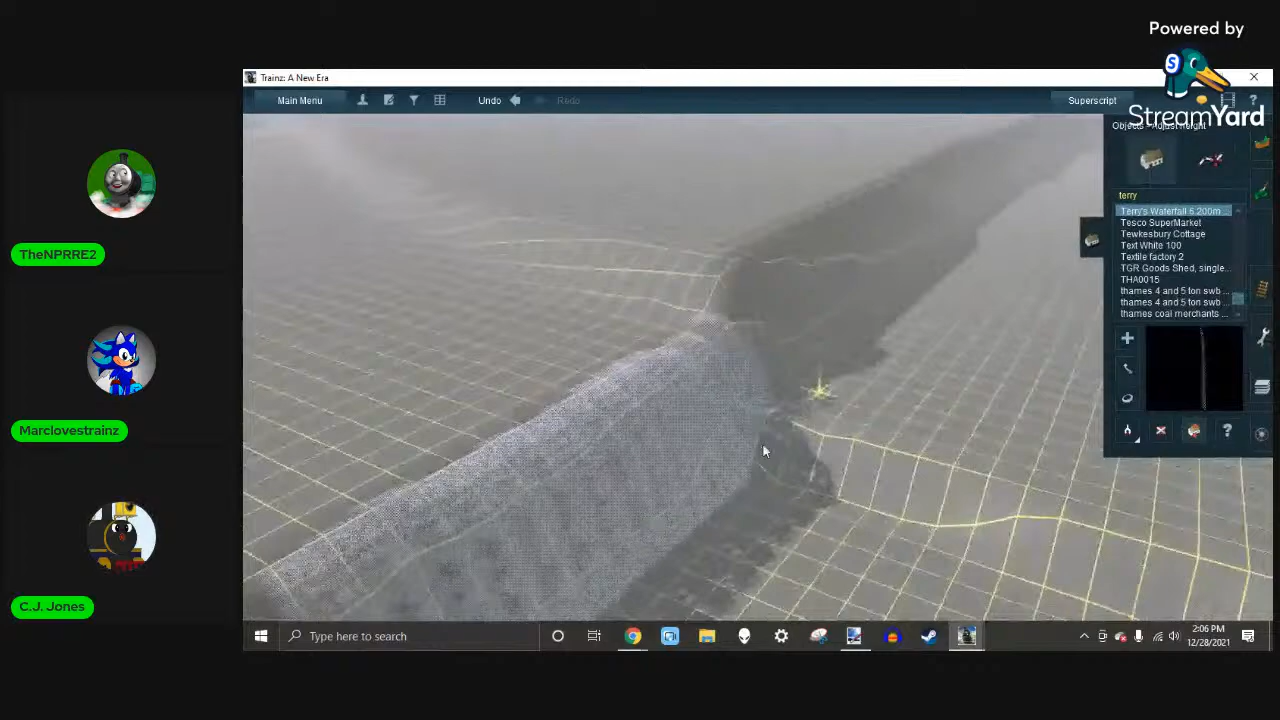 Powered by
StreamYard
Trainz: A New Era
Main Menu
Undo
Redo
Superscript
Objects - Adjust Height
terry
Terry's Waterfall 6 200m ...
Tesco SuperMarket
Tewkesbury Cottage
Text White 100
Textile factory 2
TGR Goods Shed, single...
THA0015
thames 4 and 5 ton swb ...
thames 4 and 5 ton swb ...
thames coal merchants ...
TheNPRRE2
Marclovestrainz
C.J. Jones
Type here to search
2:06 PM
12/28/2021